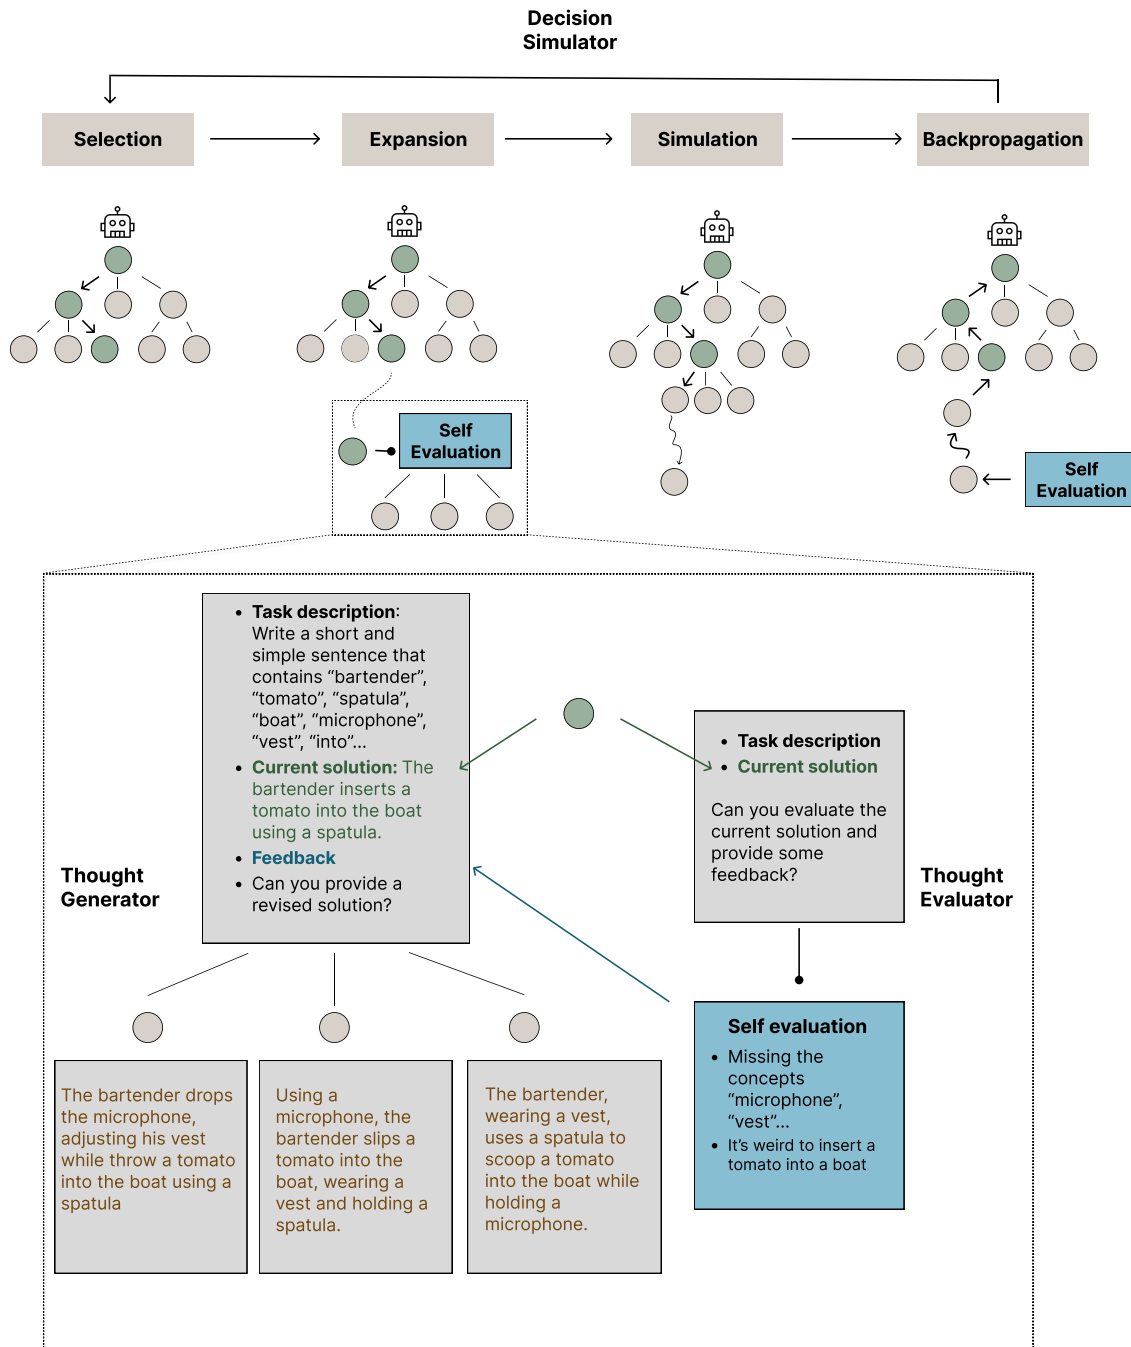 Decision
Simulator
Selection
Expansion
Simulation
Backpropagation
Self
Evaluation
Self
Evaluation
• Task description:
Write a short and
simple sentence that
contains “bartender”,
“tomato”, “spatula”,
“boat”, “microphone”,
“vest”, “into”...
• Current solution: The
bartender inserts a
tomato into the boat
using a spatula.
• Feedback
• Can you provide a
revised solution?
Thought
Generator
• Task description
• Current solution
Can you evaluate the
current solution and
provide some
feedback?
Thought
Evaluator
Self evaluation
• Missing the
concepts
“microphone”,
“vest”...
• It’s weird to insert a
tomato into a boat
The bartender drops
the microphone,
adjusting his vest
while throw a tomato
into the boat using a
spatula
Using a
microphone, the
bartender slips a
tomato into the
boat, wearing a
vest and holding a
spatula.
The bartender,
wearing a vest,
uses a spatula to
scoop a tomato
into the boat while
holding a
microphone.